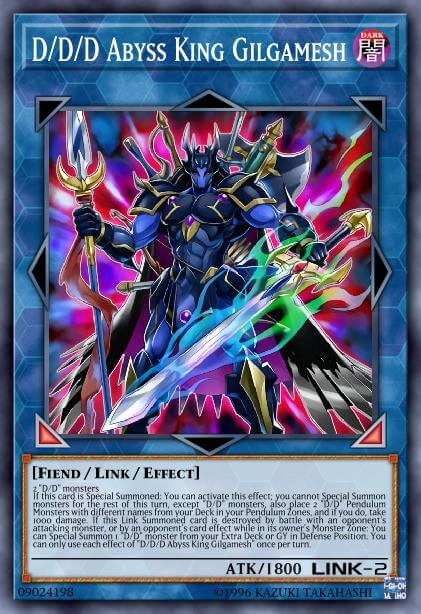 D/D/D Abyss King Gilgamesh
DARK
闇
[Fiend / Link / Effect]
2 "D/D" monsters
If this card is Special Summoned: You can activate this effect; you cannot Special Summon
monsters for the rest of this turn, except "D/D" monsters, also place 2 "D/D" Pendulum
Monsters with different names from your Deck in your Pendulum Zones, and if you do, take
1000 damage. If this Link Summoned card is destroyed by battle with an opponent's
attacking monster, or by an opponent's card effect while in its owner's Monster Zone: You
can Special Summon 1 "D/D" monster from your Extra Deck or GY in Defense Position. You
can only use each effect of "D/D/D Abyss King Gilgamesh" once per turn.
ATK/1800 LINK-2
09024198 ©1996 KAZUKI TAKAHASHI